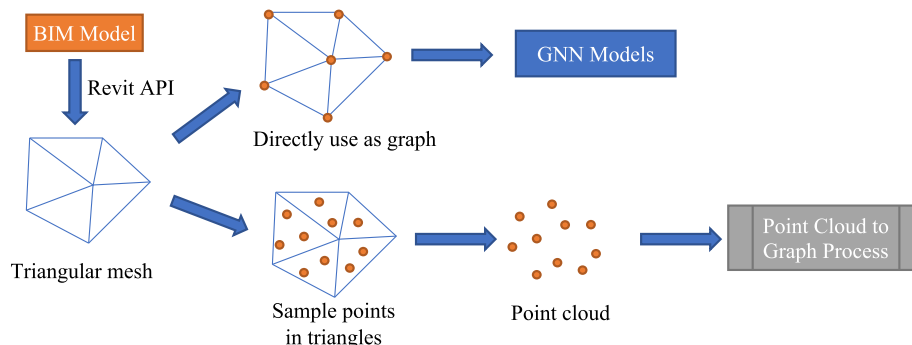 BIM Model
Revit API
Triangular mesh
Directly use as graph
GNN Models
Sample points
in triangles
Point cloud
Point Cloud to
Graph Process